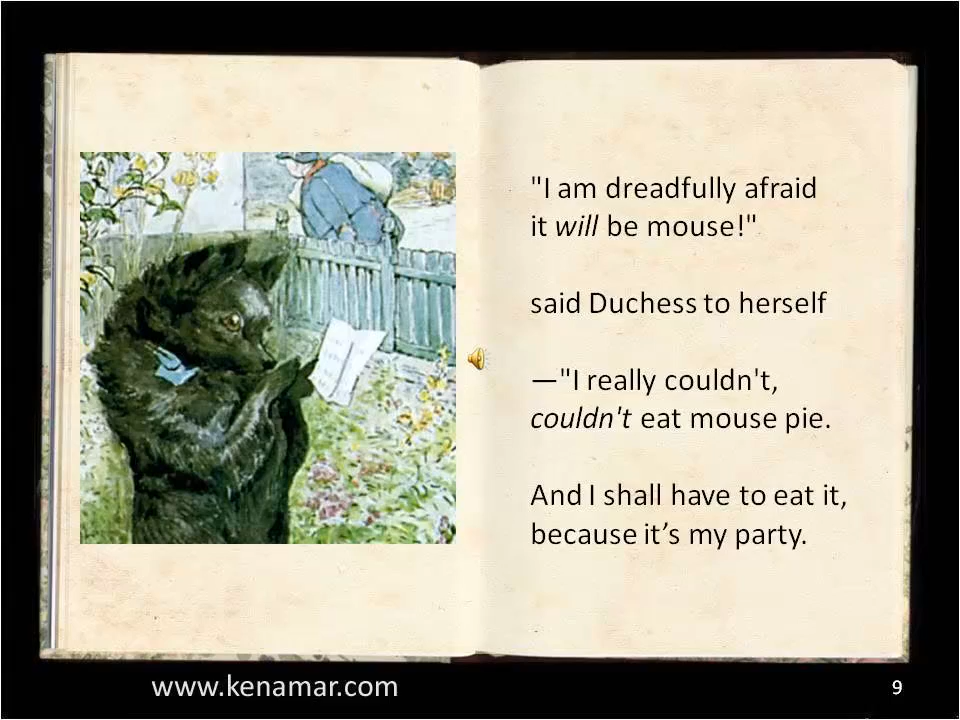 "I am dreadfully afraid
it will be mouse!"
said Duchess to herself
—"I really couldn't,
couldn't eat mouse pie.
And I shall have to eat it,
because it’s my party.
www.kenamar.com
9